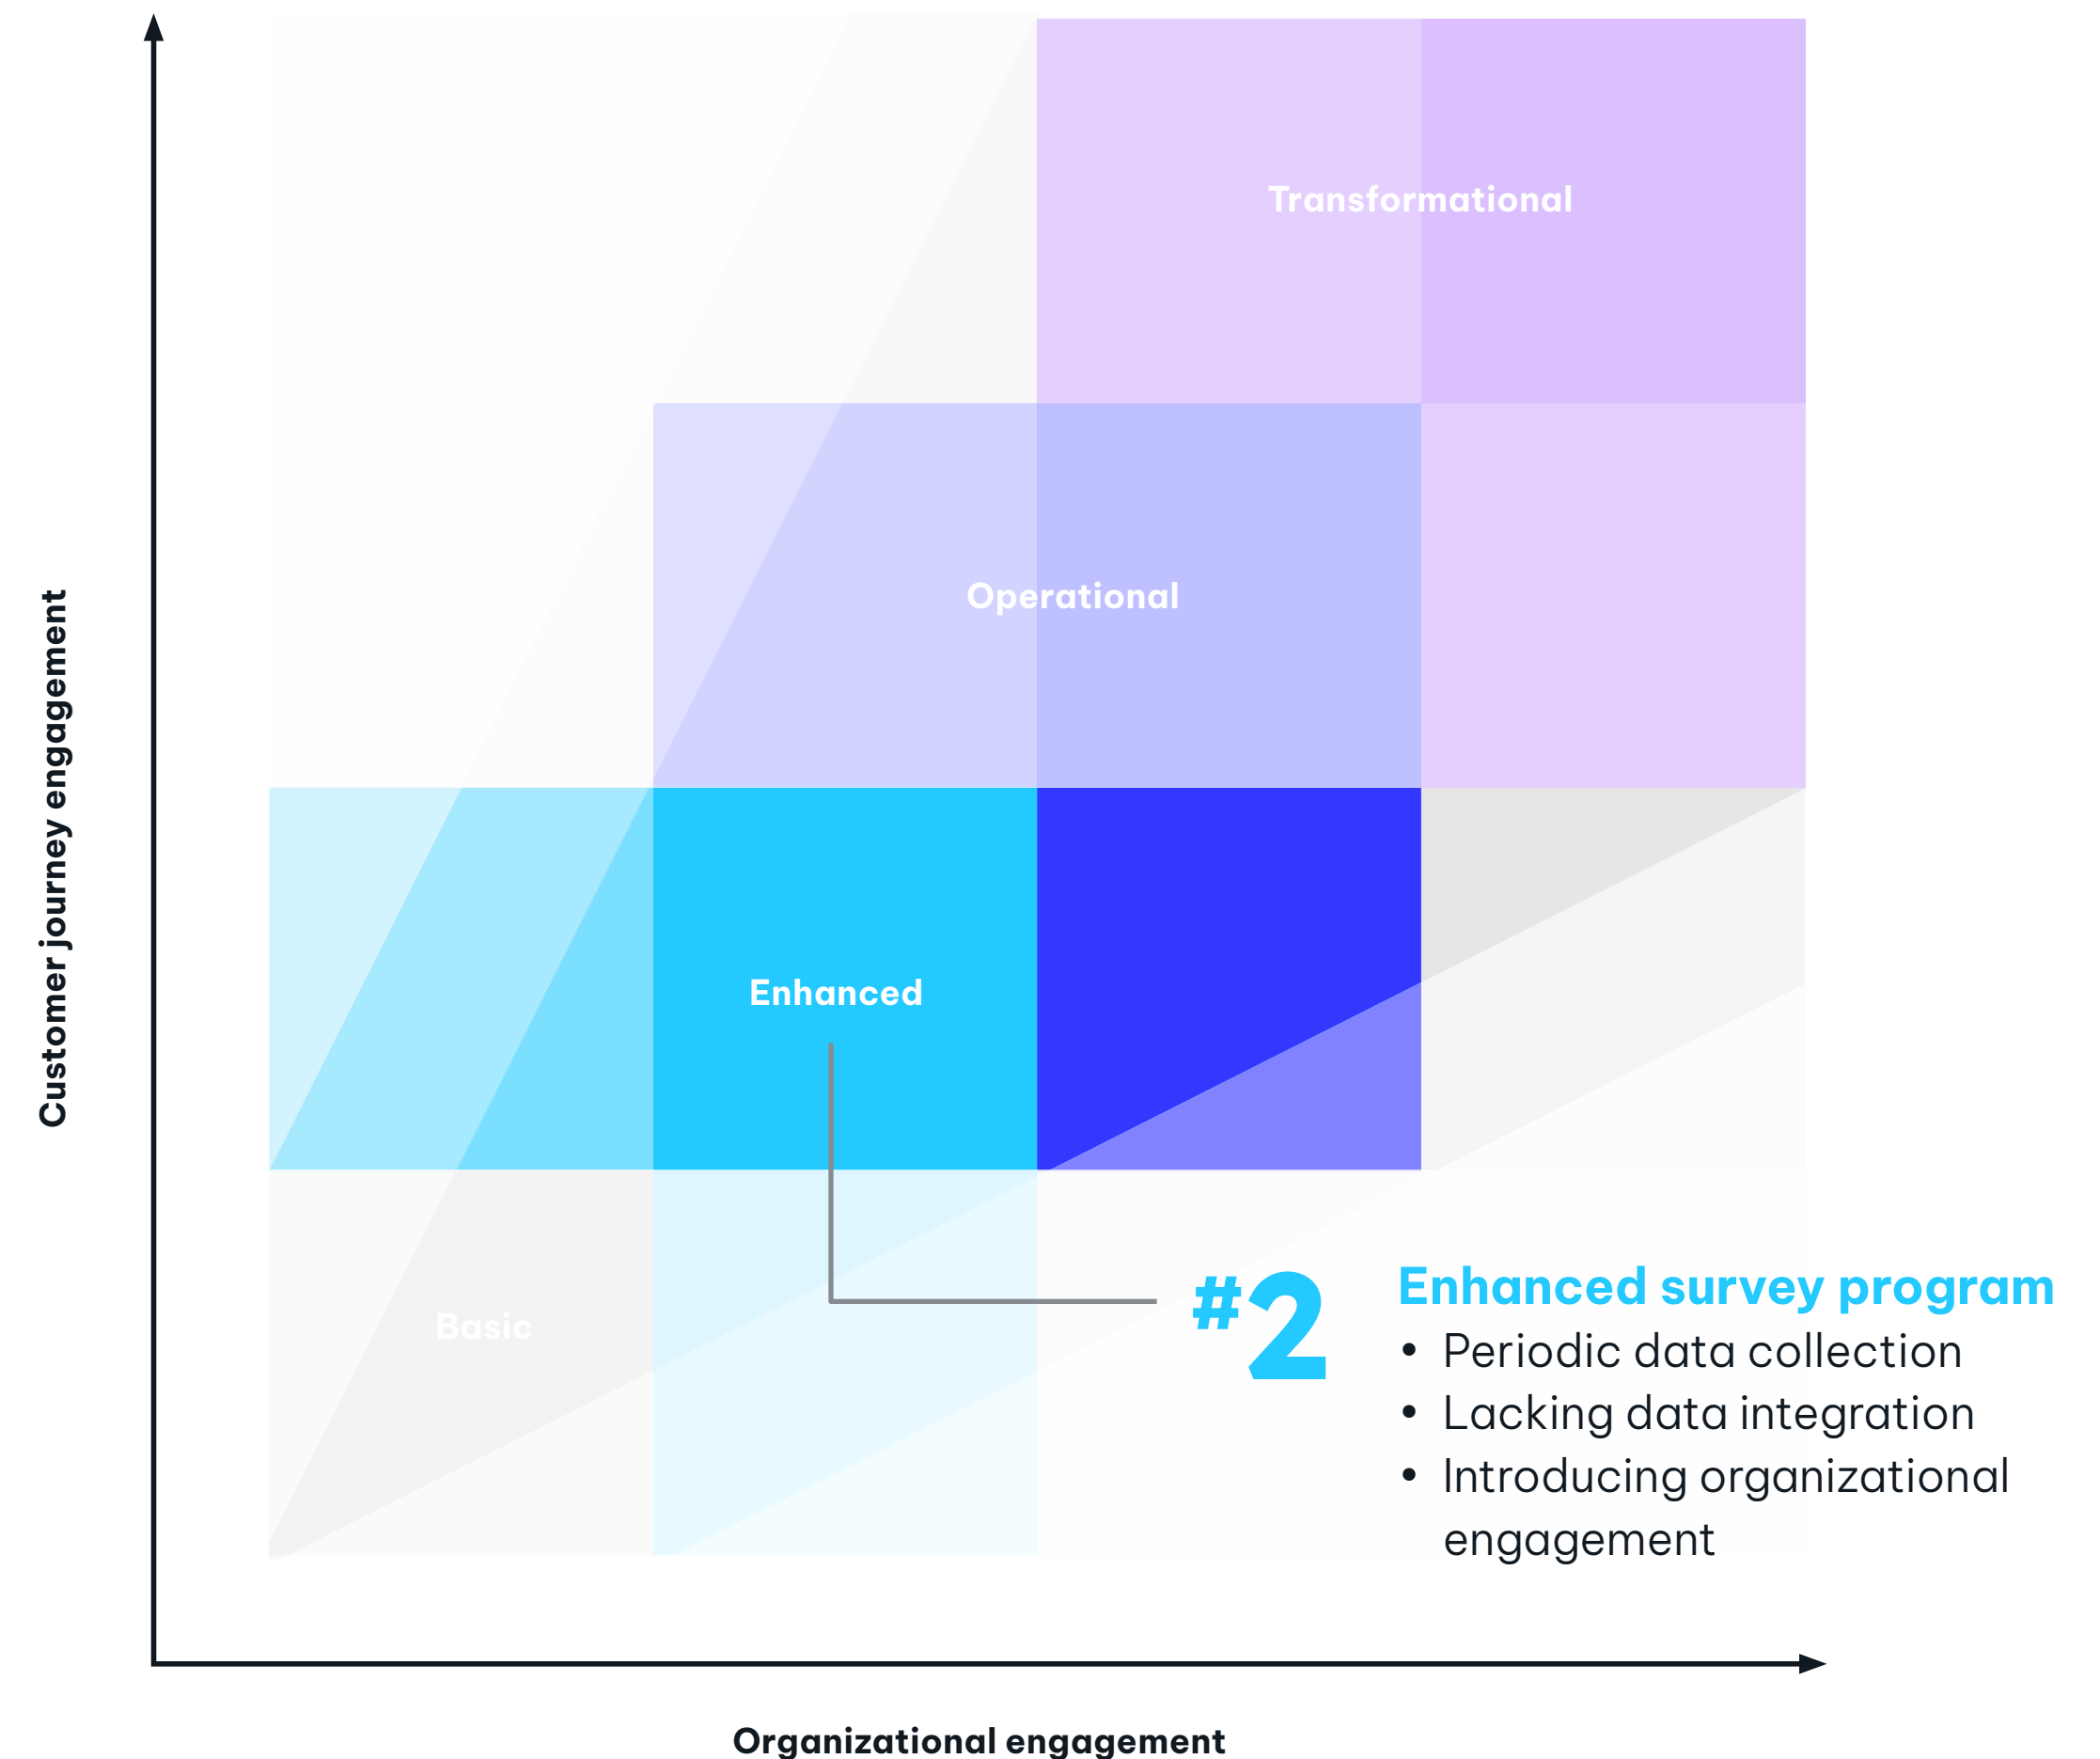 Transformational
Operational
Customer journey engagement
Enhanced
Basic
#2
Enhanced survey program
• Periodic data collection
• Lacking data integration
• Introducing organizational
engagement
Organizational engagement